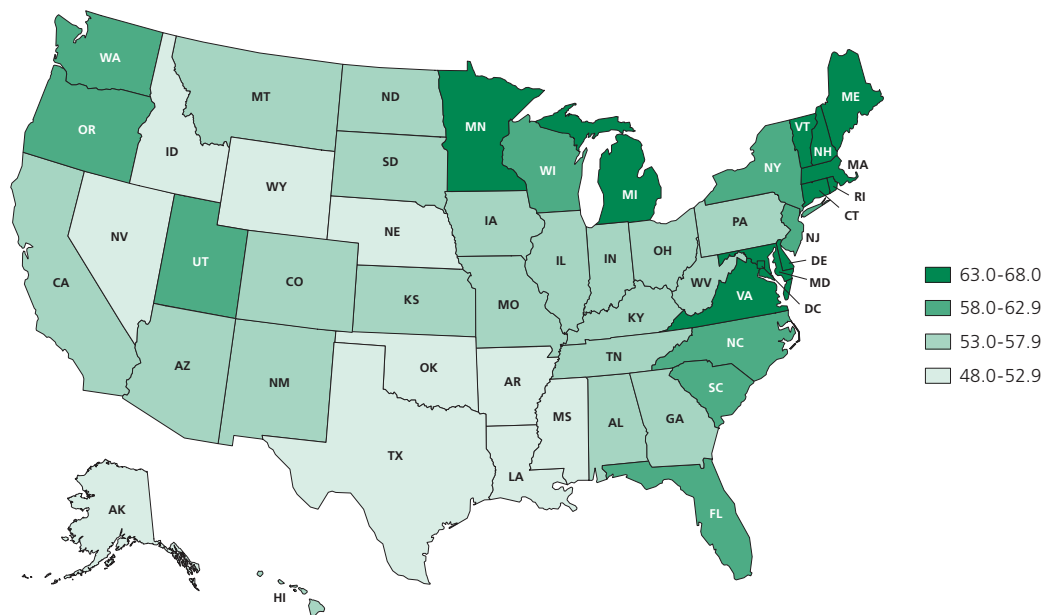 WA
MT
ND
MN
ME
OR
ID
SD
WI
VT
NH
NY
MA
WY
MI
RI
CT
NV
NE
IA
PA
NJ
UT
CA
CO
IL
IN
OH
WV
DE
MD
DC
KS
MO
KY
VA
AZ
NM
OK
AR
TN
NC
SC
TX
MS
AL
GA
LA
FL
AK
HI
63.0-68.0
58.0-62.9
53.0-57.9
48.0-52.9